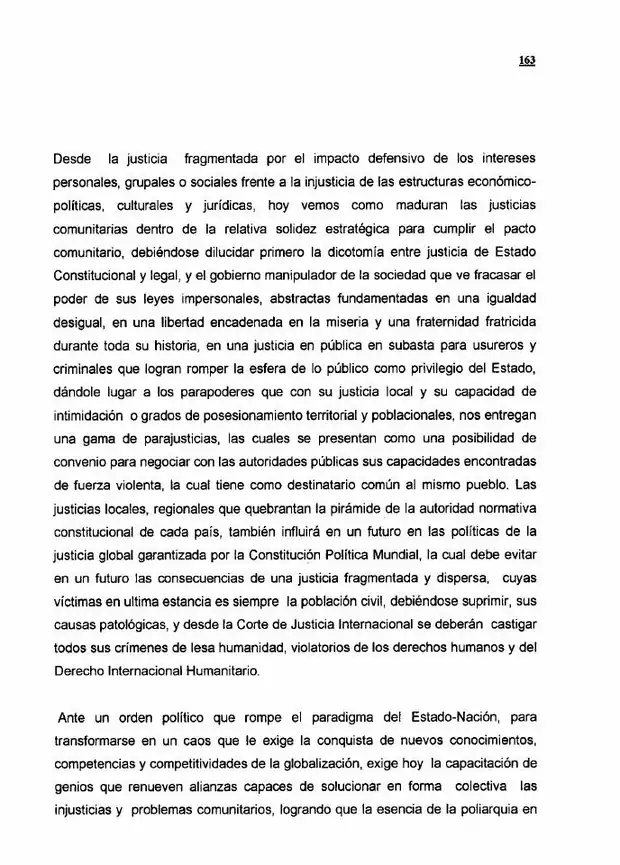 163
Desde la justicia fragmentada por el impacto defensivo de los intereses
personales, grupales o sociales frente a la injusticia de las estructuras económico-
políticas, culturales y jurídicas, hoy vemos como maduran las justicias
comunitarias dentro de la relativa solidez estratégica para cumplir el pacto
comunitario, debiéndose dilucidar primero la dicotomía entre justicia de Estado
Constitucional y legal, y el gobierno manipulador de la sociedad que ve fracasar el
poder de sus leyes impersonales, abstractas fundamentadas en una igualdad
desigual, en una libertad encadenada en la miseria y una fraternidad fratricida
durante toda su historia, en una justicia en pública en subasta para usureros y
criminales que logran romper la esfera de lo público como privilegio del Estado,
dándole lugar a los parapoderes que con su justicia local y su capacidad de
intimidación o grados de posesionamiento territorial y poblacionales, nos entregan
una gama de parajusticias, las cuales se presentan como una posibilidad de
convenio para negociar con las autoridades públicas sus capacidades encontradas
de fuerza violenta, la cual tiene como destinatario común al mismo pueblo. Las
justicias locales, regionales que quebrantan la pirámide de la autoridad normativa
constitucional de cada país, también influirá en un futuro en las políticas de la
justicia global garantizada por la Constitución Política Mundial, la cual debe evitar
en un futuro las consecuencias de una justicia fragmentada y dispersa, cuyas
víctimas en ultima estancia es siempre la población civil, debiéndose suprimir, sus
causas patológicas, y desde la Corte de Justicia Internacional se deberán castigar
todos sus crímenes de lesa humanidad, violatorios de los derechos humanos y del
Derecho Internacional Humanitario.
Ante un orden político que rompe el paradigma del Estado-Nación, para
transformarse en un caos que le exige la conquista de nuevos conocimientos,
competencias y competitividades de la globalización, exige hoy la capacitación de
genios que renueven alianzas capaces de solucionar en forma colectiva las
injusticias y problemas comunitarios, logrando que la esencia de la poliarquia en